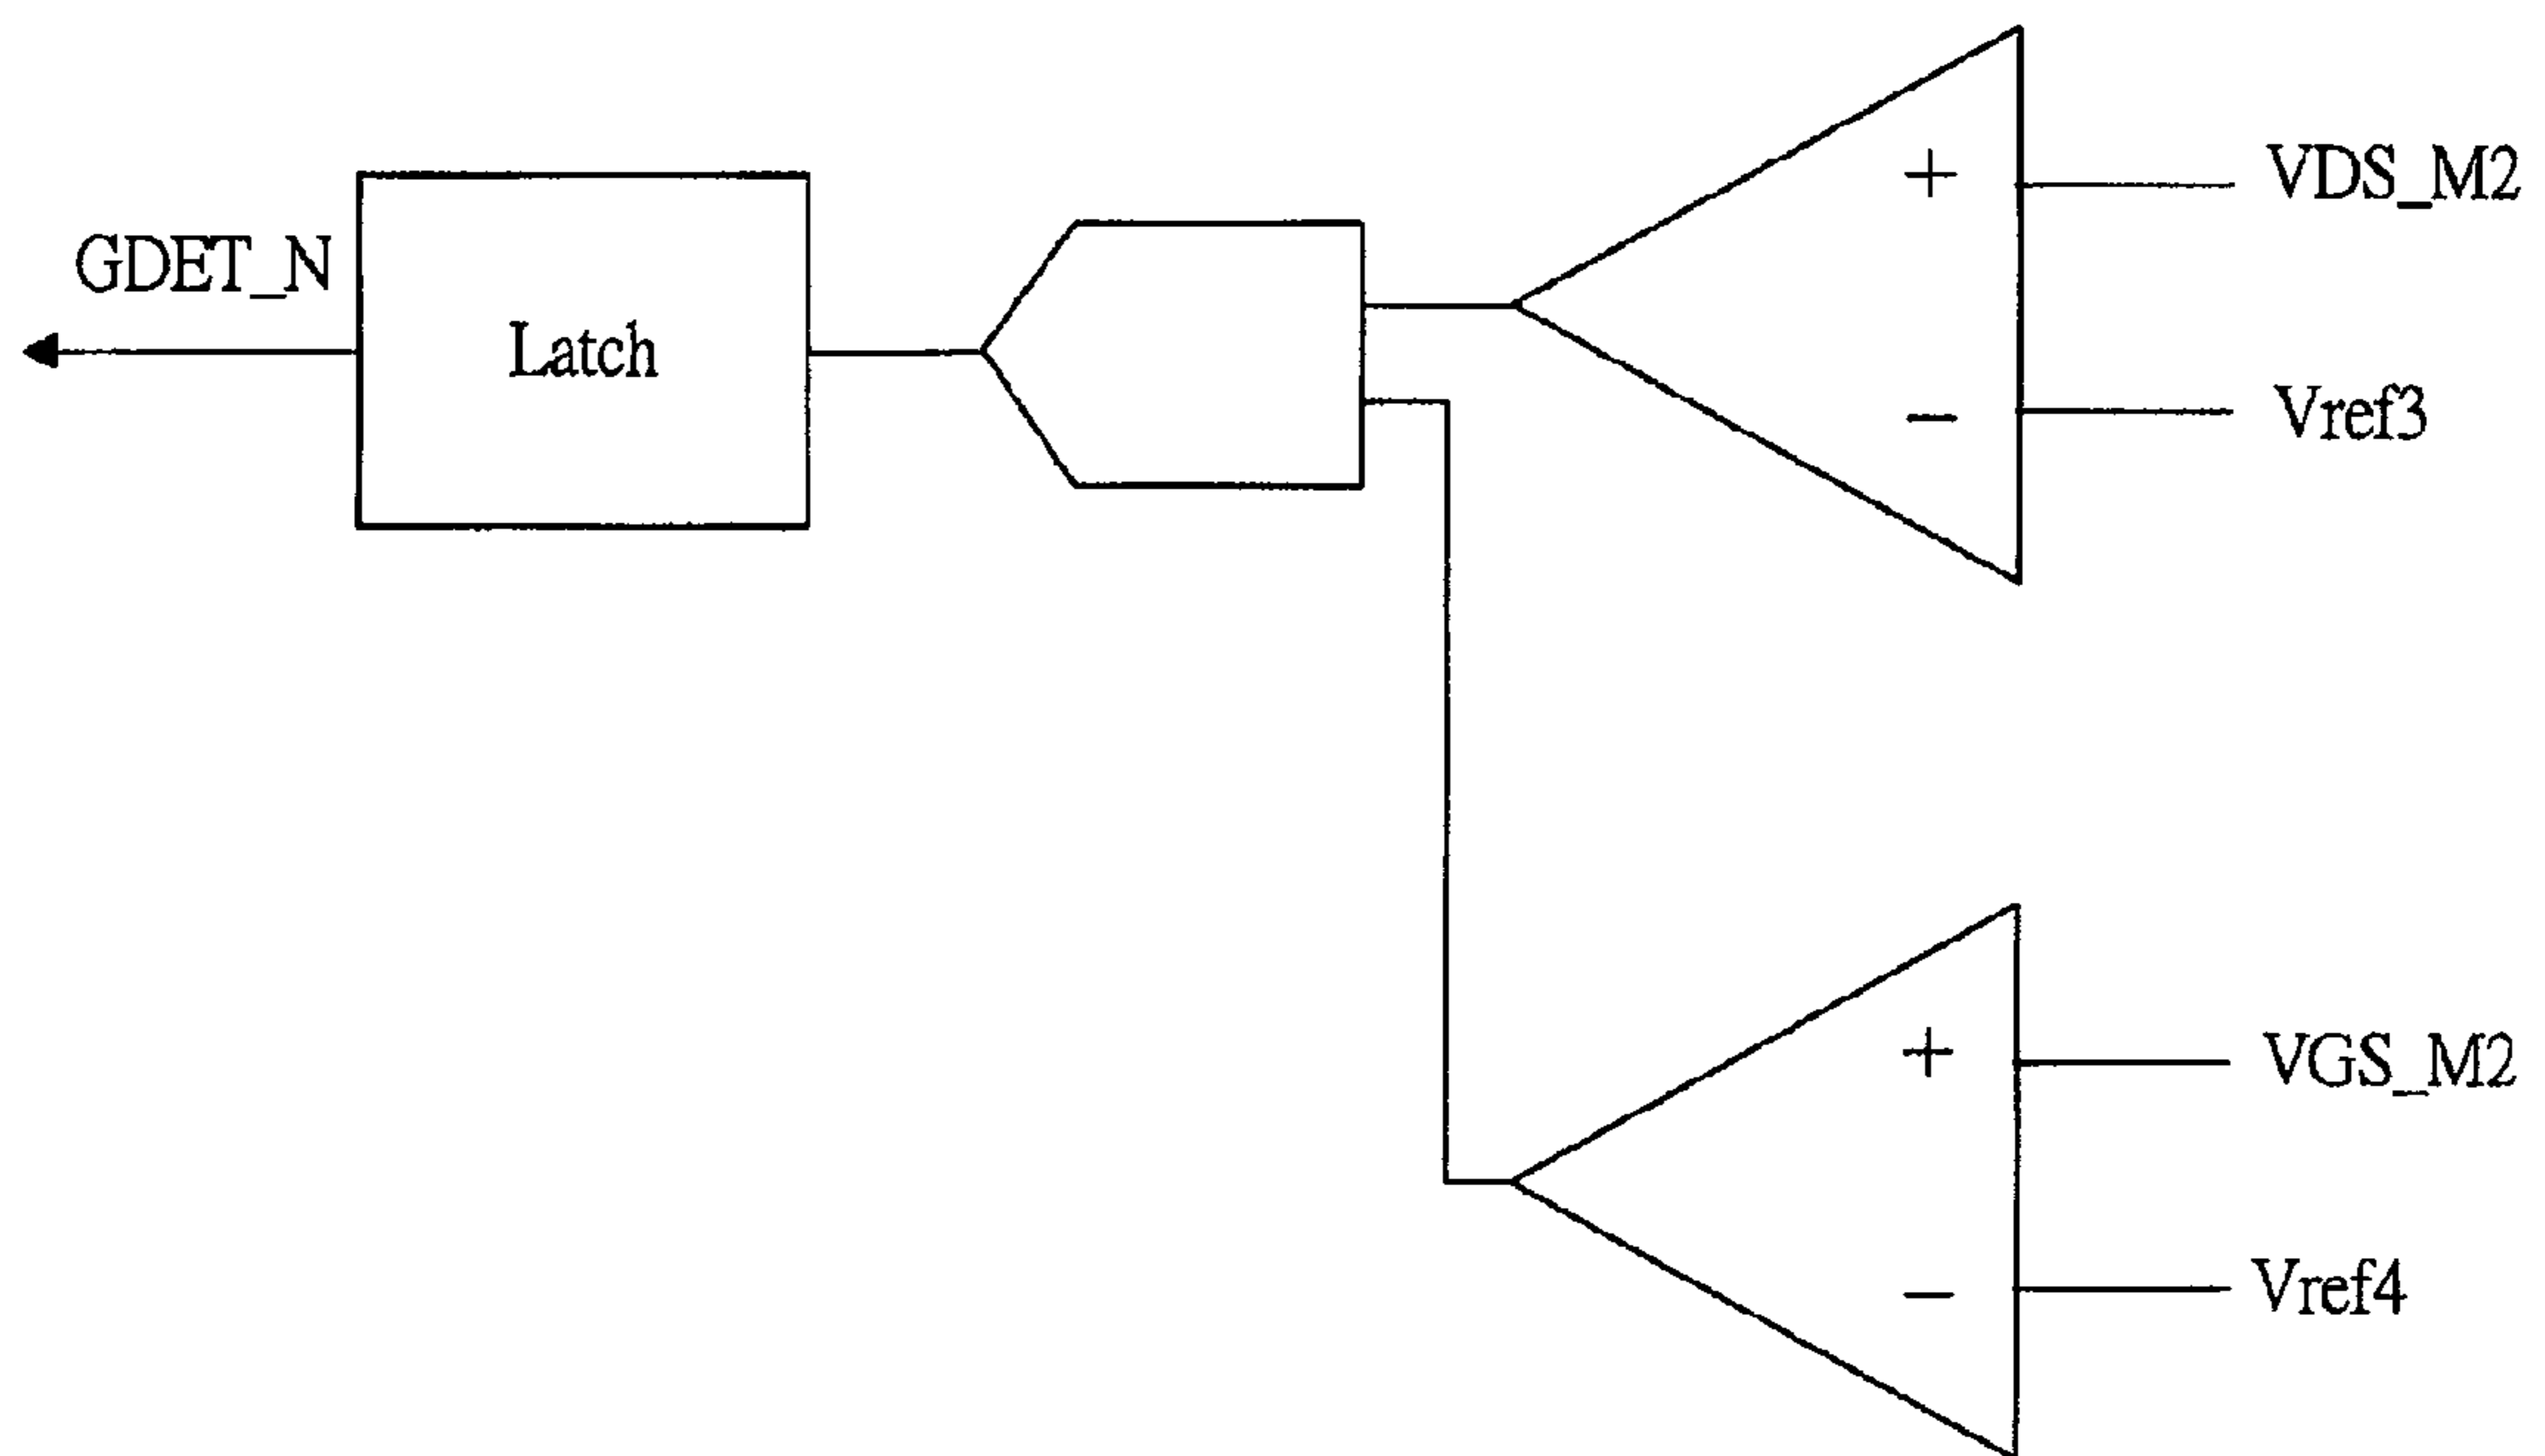 GDET_N
Latch
+
VDS_M2
−
Vref3
+
VGS_M2
−
Vref4